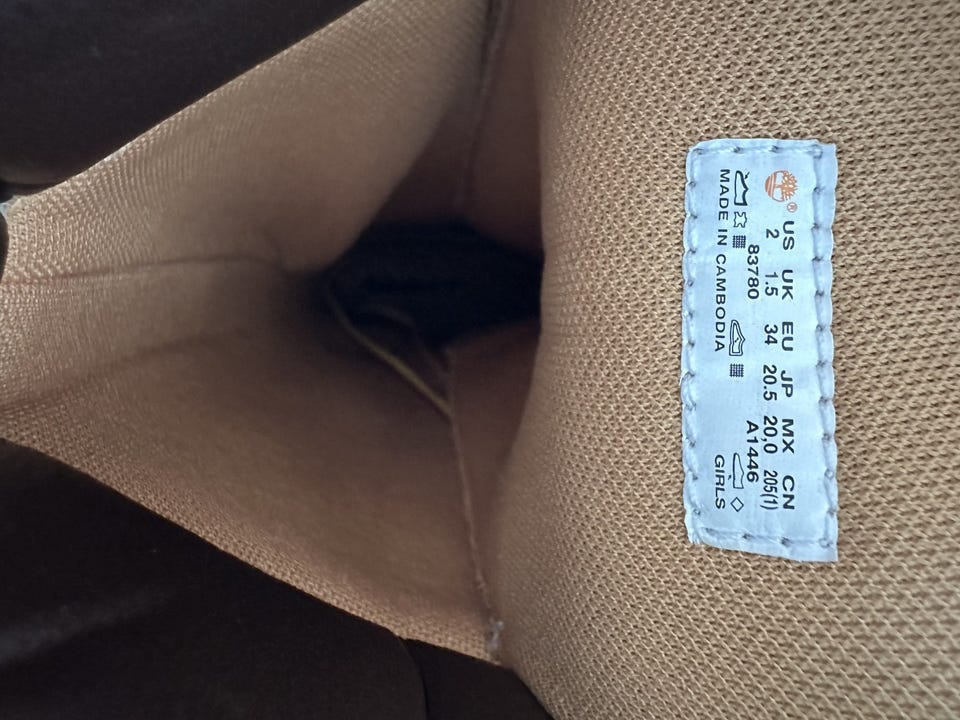 ® US UK EU JP MX CN
2 1.5 34 20.5 20,0 205(1)
83780 A1446
MADE IN CAMBODIA GIRLS